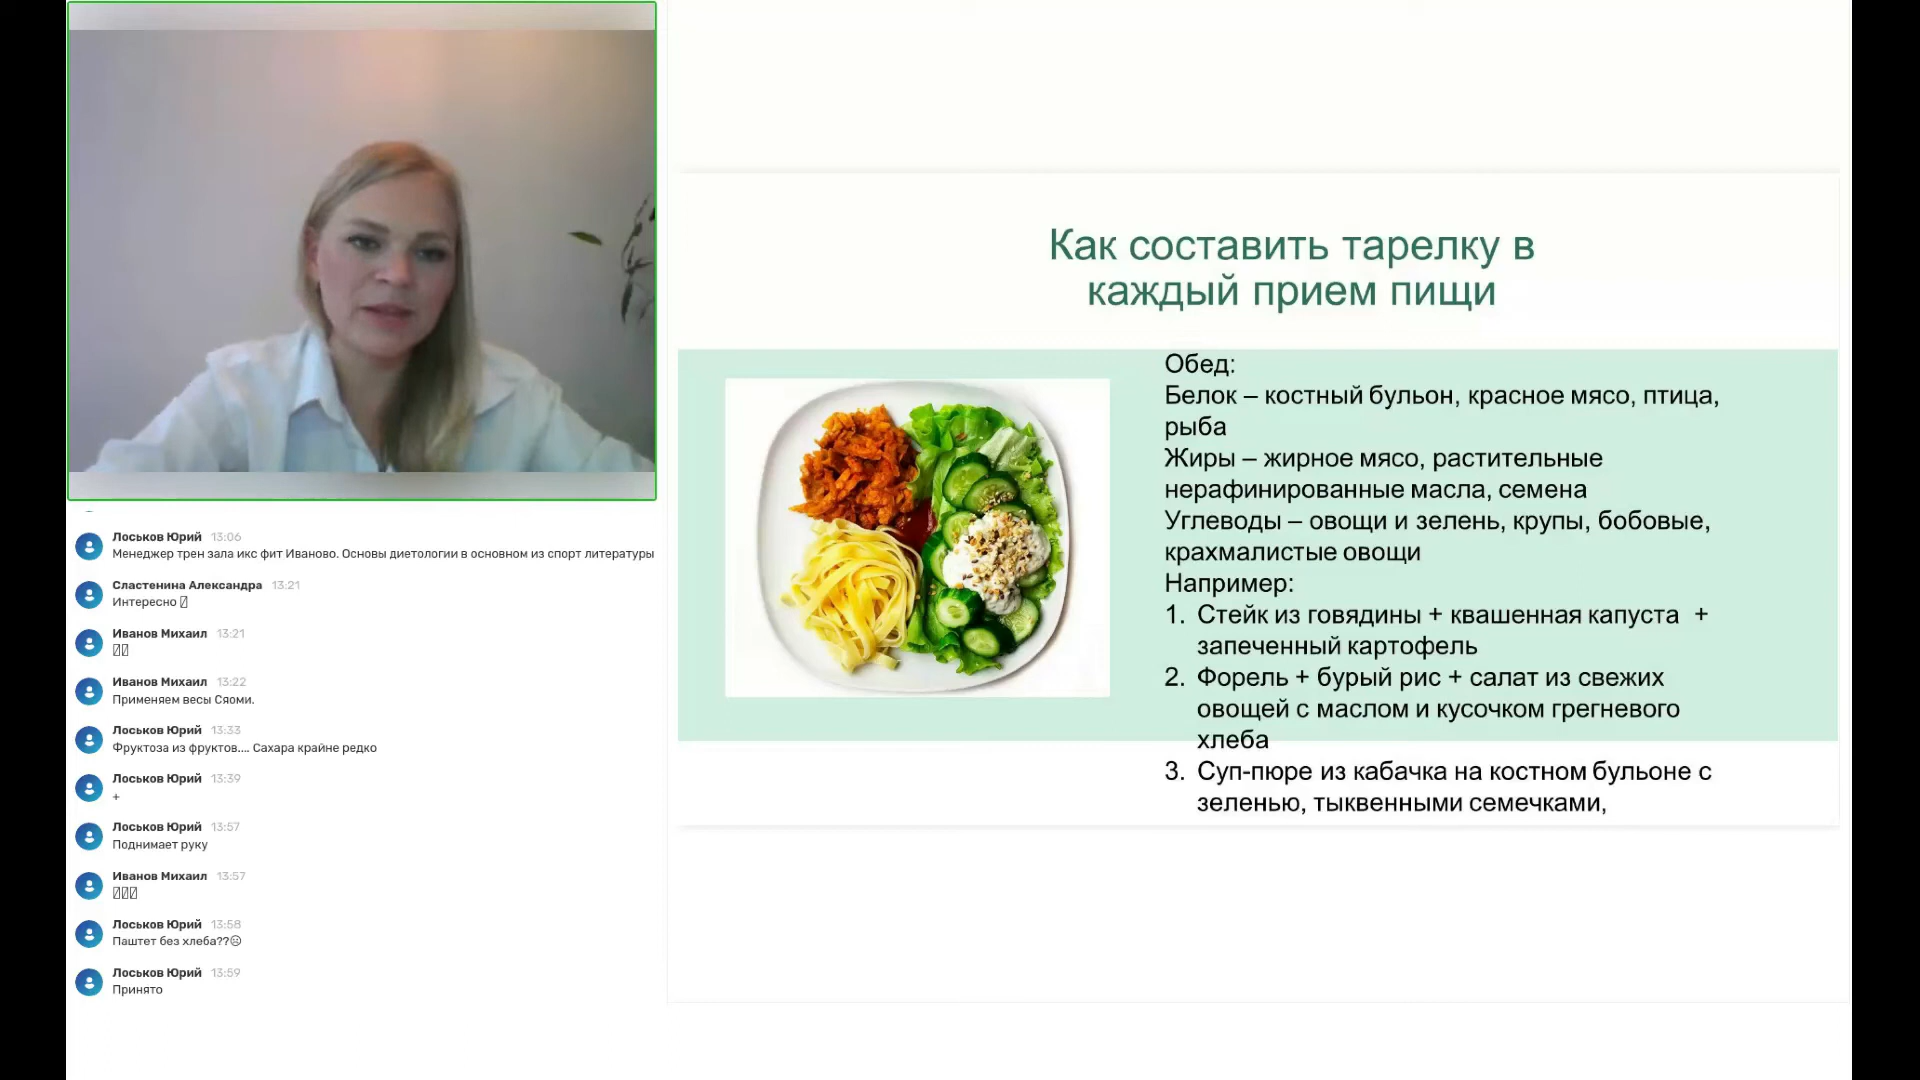 Лоськов Юрий 13:06
Менеджер трен зала икс фит Иваново. Основы диетологии в основном из спорт литературы
Сластенина Александра 13:21
Интересно
Иванов Михаил 13:21
Иванов Михаил 13:22
Применяем весы Сяоми.
Лоськов Юрий 13:33
Фруктоза из фруктов.... Сахара крайне редко
Лоськов Юрий 13:39
+
Лоськов Юрий 13:57
Поднимает руку
Иванов Михаил 13:57
Лоськов Юрий 13:58
Паштет без хлеба??☹
Лоськов Юрий 13:59
Принято
Как составить тарелку в
каждый прием пищи
Обед:
Белок – костный бульон, красное мясо, птица,
рыба
Жиры – жирное мясо, растительные
нерафинированные масла, семена
Углеводы – овощи и зелень, крупы, бобовые,
крахмалистые овощи
Например:
1. Стейк из говядины + квашенная капуста +
запеченный картофель
2. Форель + бурый рис + салат из свежих
овощей с маслом и кусочком грегневого
хлеба
3. Суп-пюре из кабачка на костном бульоне с
зеленью, тыквенными семечками,